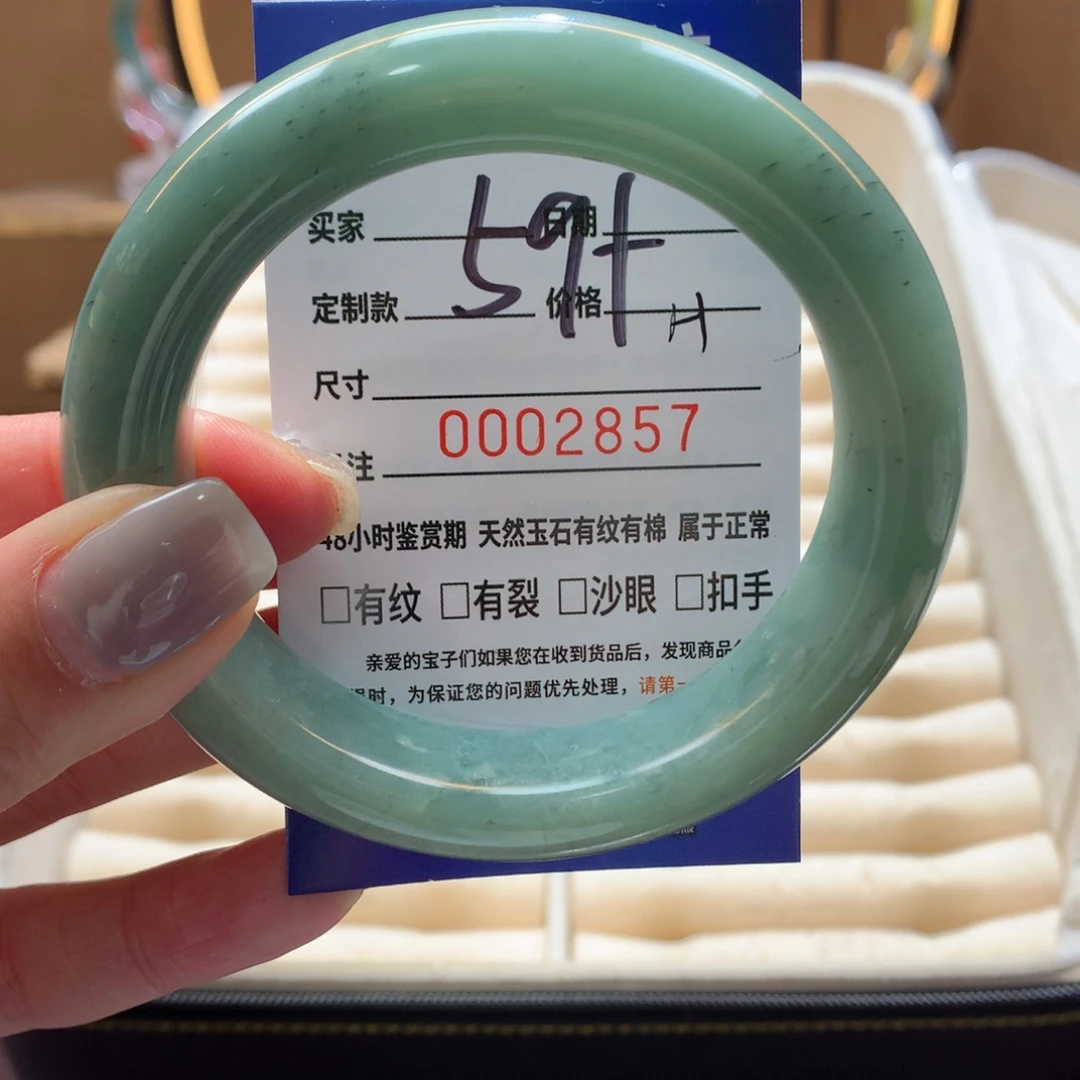 买家 日期
59+
定制款 价格
H
尺寸
0002857
注
48小时鉴赏期 天然玉石有纹有棉 属于正常
□有纹 □有裂 □沙眼 □扣手
亲爱的宝子们如果您在收到货品后，发现商品
时，为保证您的问题优先处理，请第一